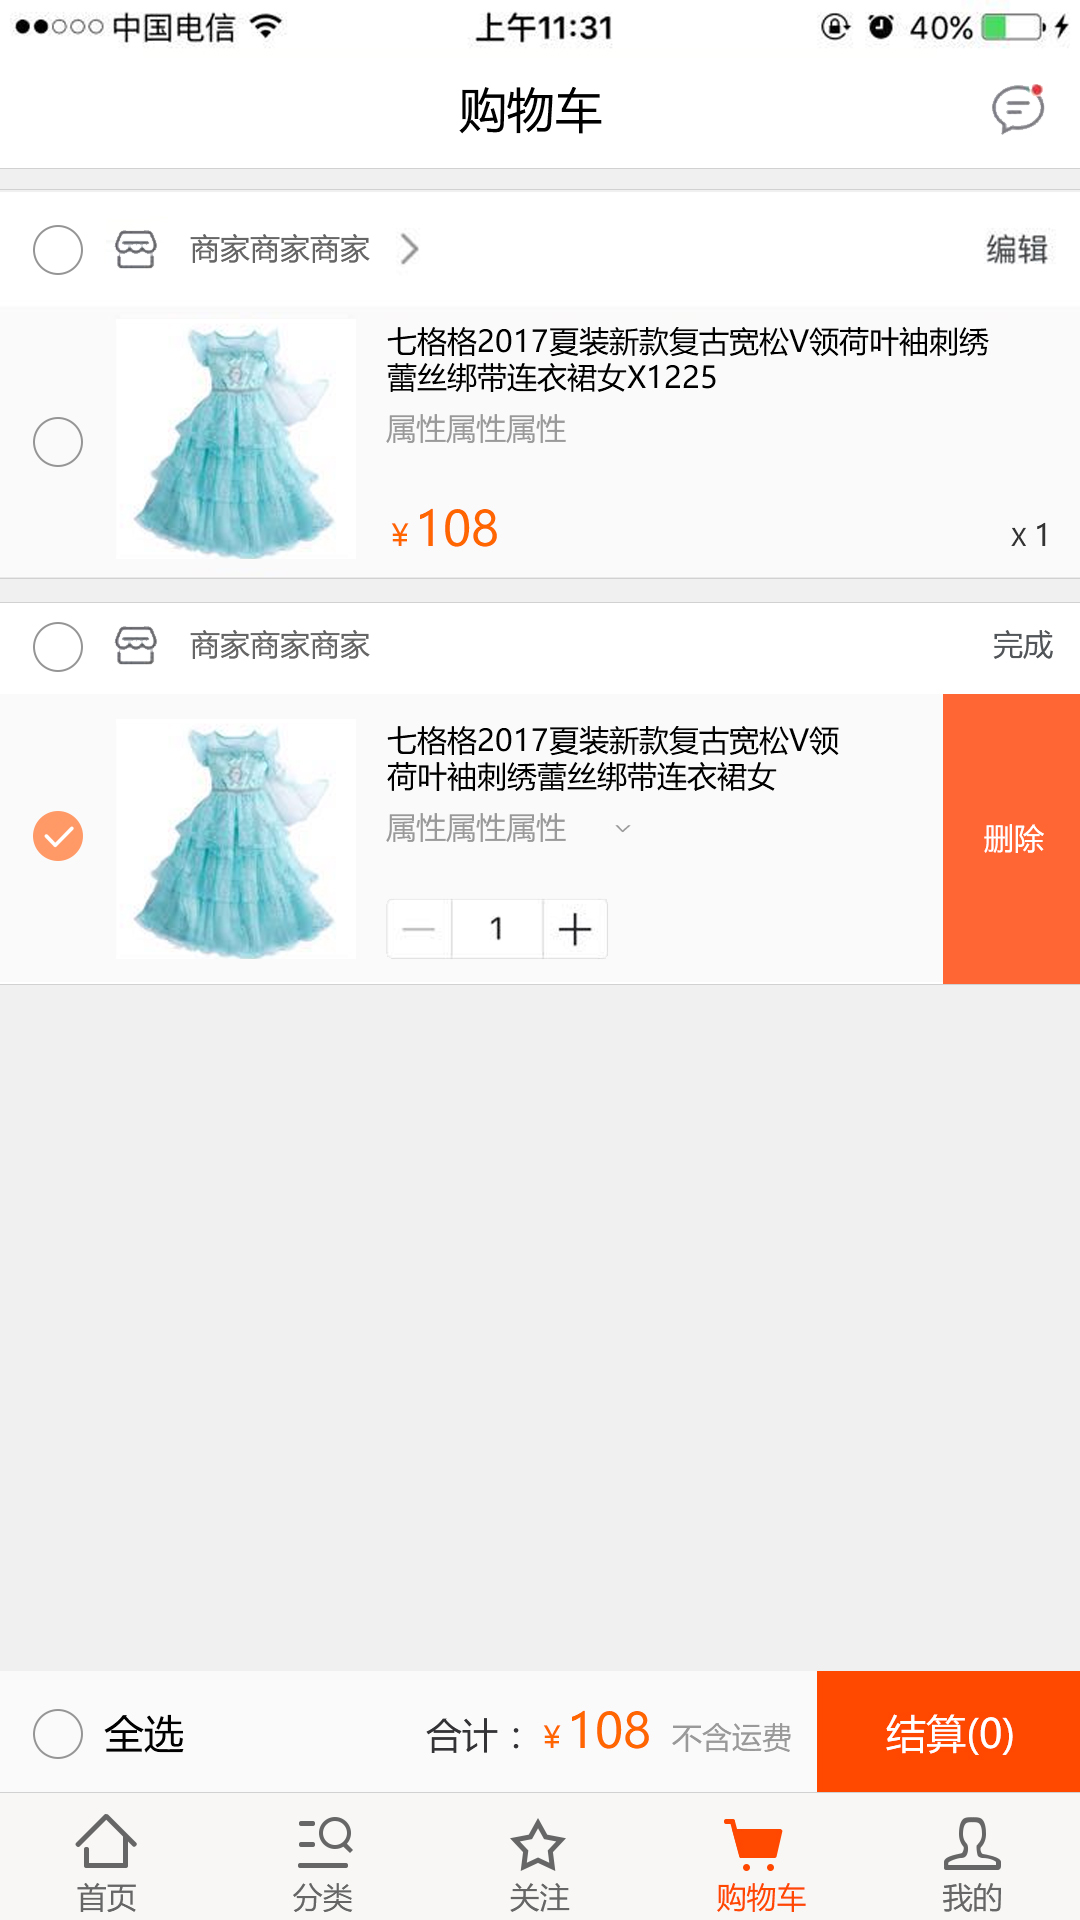 中国电信 上午11:31 40%
购物车
商家商家商家 编辑
七格格2017夏装新款复古宽松V领荷叶袖刺绣
蕾丝绑带连衣裙女X1225
属性属性属性
¥108 x 1
商家商家商家 完成
七格格2017夏装新款复古宽松V领
荷叶袖刺绣蕾丝绑带连衣裙女
属性属性属性
删除
1
全选 合计：¥108 不含运费 结算(0)
首页 分类 关注 购物车 我的